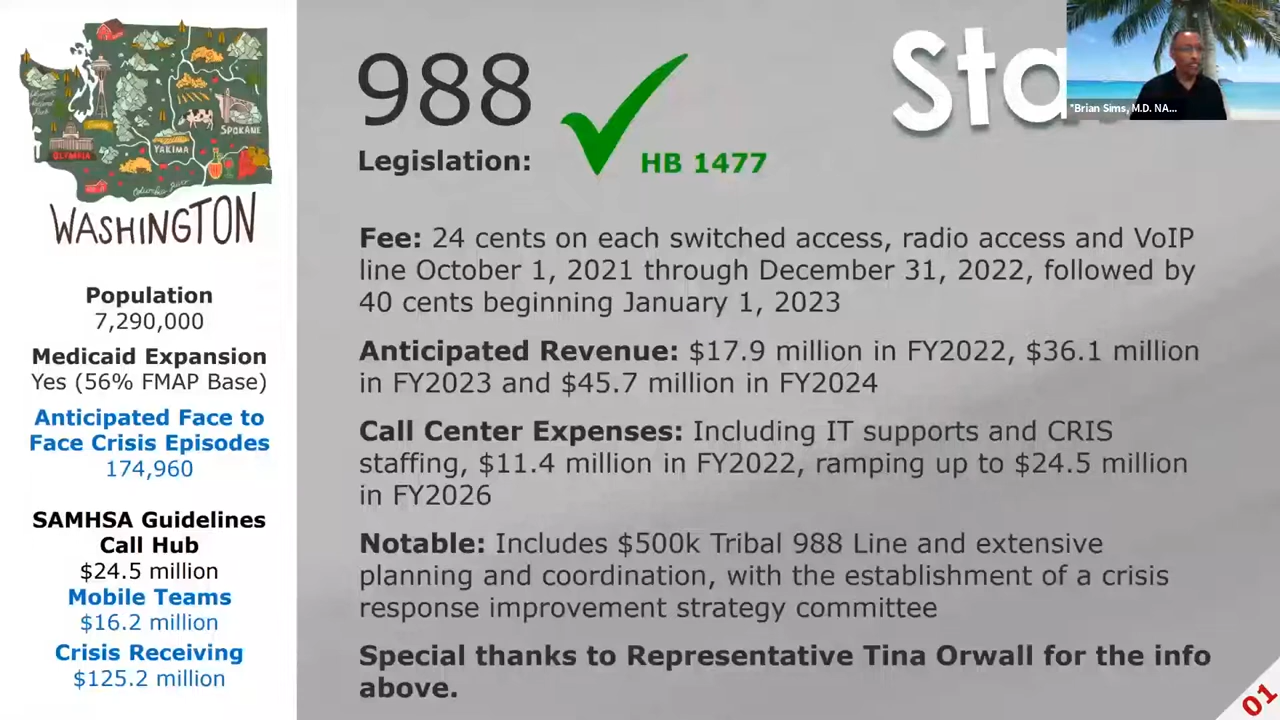 OLYMPIA
YAKIMA
SPOKANE
Columbia River
WASHINGTON
Population
7,290,000
Medicaid Expansion
Yes (56% FMAP Base)
Anticipated Face to
Face Crisis Episodes
174,960
SAMHSA Guidelines
Call Hub
$24.5 million
Mobile Teams
$16.2 million
Crisis Receiving
$125.2 million
988
Legislation:
HB 1477
Sta
"Brian Sims, M.D. NA...
Fee: 24 cents on each switched access, radio access and VoIP
line October 1, 2021 through December 31, 2022, followed by
40 cents beginning January 1, 2023
Anticipated Revenue: $17.9 million in FY2022, $36.1 million
in FY2023 and $45.7 million in FY2024
Call Center Expenses: Including IT supports and CRIS
staffing, $11.4 million in FY2022, ramping up to $24.5 million
in FY2026
Notable: Includes $500k Tribal 988 Line and extensive
planning and coordination, with the establishment of a crisis
response improvement strategy committee
Special thanks to Representative Tina Orwall for the info
above.
01